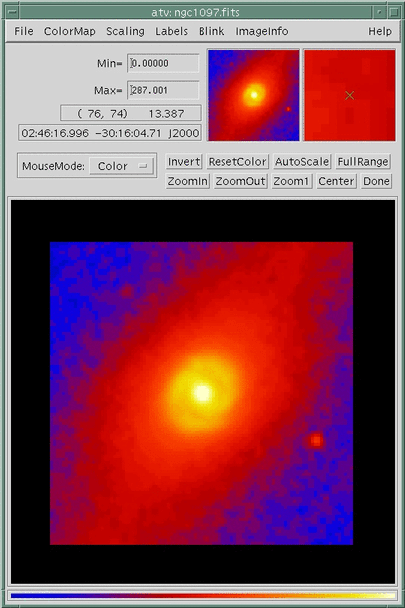 atv: ngc1097.fits
File ColorMap Scaling Labels Blink ImageInfo Help
Min= 0.00000
Max= 287.001
( 76, 74) 13.387
02:46:16.996 -30:16:04.71 J2000
MouseMode: Color
Invert ResetColor AutoScale FullRange
ZoomIn ZoomOut Zoom1 Center Done